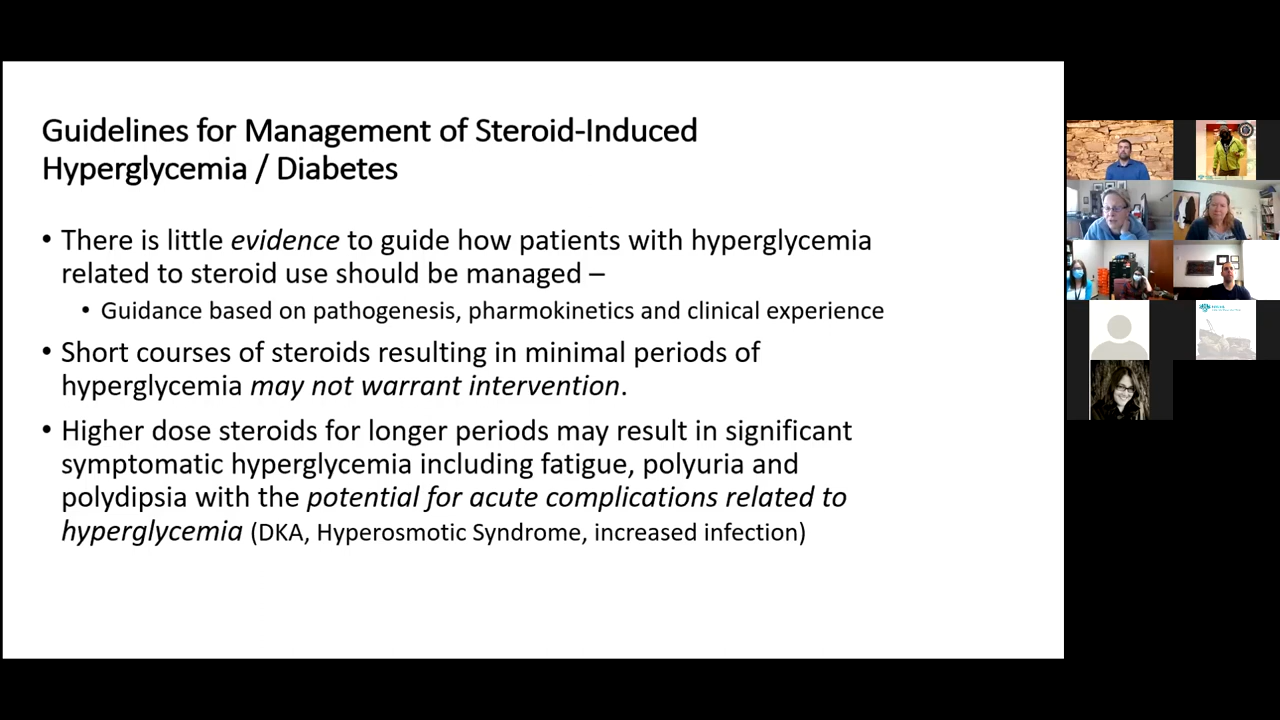 Guidelines for Management of Steroid-Induced
Hyperglycemia / Diabetes
• There is little evidence to guide how patients with hyperglycemia
related to steroid use should be managed –
• Guidance based on pathogenesis, pharmokinetics and clinical experience
• Short courses of steroids resulting in minimal periods of
hyperglycemia may not warrant intervention.
• Higher dose steroids for longer periods may result in significant
symptomatic hyperglycemia including fatigue, polyuria and
polydipsia with the potential for acute complications related to
hyperglycemia (DKA, Hyperosmotic Syndrome, increased infection)